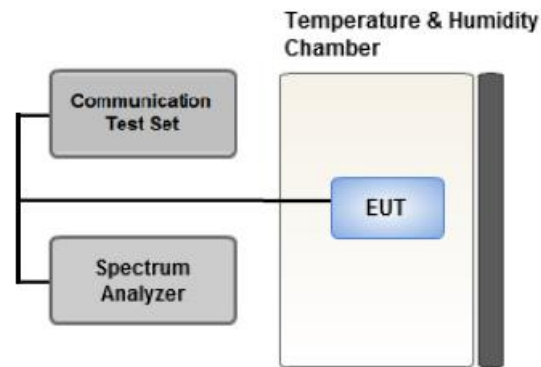 Temperature & Humidity
Chamber
Communication
Test Set
EUT
Spectrum
Analyzer